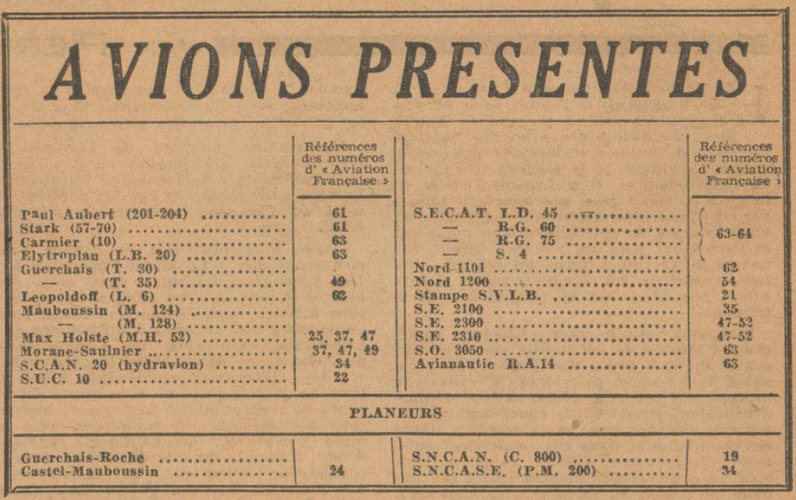 AVIONS PRESENTES
Références
des numéros
d' « Aviation
Française »
Paul Aubert (201-204) ............ 61
Stark (57-70) ............ 61
Carmier (10) ............ 63
Elytroplan (L.B. 20) ............ 63
Guerchais (T. 30) ............
— (T. 35) ............ 49
Leopoldoff (L. 6) ............ 62
Mauboussin (M. 124) ............
— (M. 128) ............
Max Holste (M.H. 52) ............ 25, 37, 47
Morane-Saulnier ............ 37, 47, 49
S.C.A.N. 20 (hydravion) ............ 34
S.U.C. 10 ............ 22
Références
des numéros
d' « Aviation
Française »
S.E.C.A.T. L.D. 45 ............
— R.G. 60 ............ 63-64
— R.G. 75 ............
— S. 4 ............
Nord 1101 ............ 62
Nord 1200 ............ 54
Stampe S.V.L.B. ............ 21
S.E. 2100 ............ 35
S.E. 2300 ............ 47-52
S.E. 2310 ............ 47-52
S.O. 3050 ............ 63
Avianautic R.A.14 ............ 63
PLANEURS
Guerchais-Roche ............
Castel-Mauboussin ............ 24
S.N.C.A.N. (C. 800) ............ 19
S.N.C.A.S.E. (P.M. 200) ............ 34